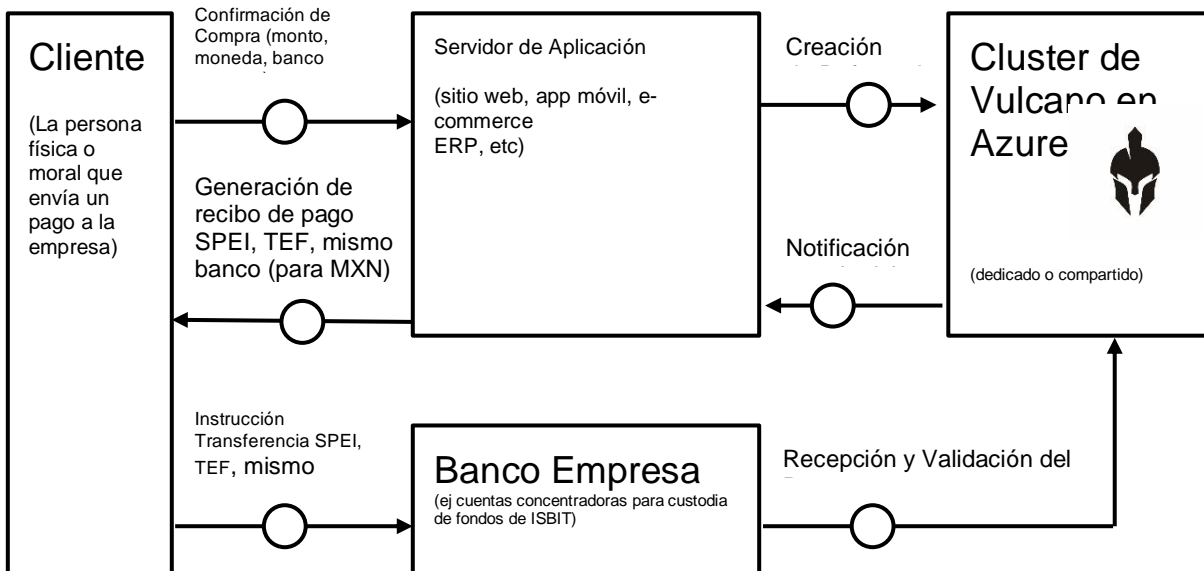 Cliente
(La persona
física o
moral que
envía un
pago a la
empresa)
Confirmación de
Compra (monto,
moneda, banco
Generación de
recibo de pago
SPEI, TEF, mismo
banco (para MXN)
Instrucción
Transferencia SPEI,
TEF, mismo
Servidor de Aplicación
(sitio web, app móvil, e-
commerce
ERP, etc)
Banco Empresa
(ej cuentas concentradoras para custodia
de fondos de ISBIT)
Creación
Notificación
Recepción y Validación del
Cluster de
Vulcano en
Azure
(dedicado o compartido)